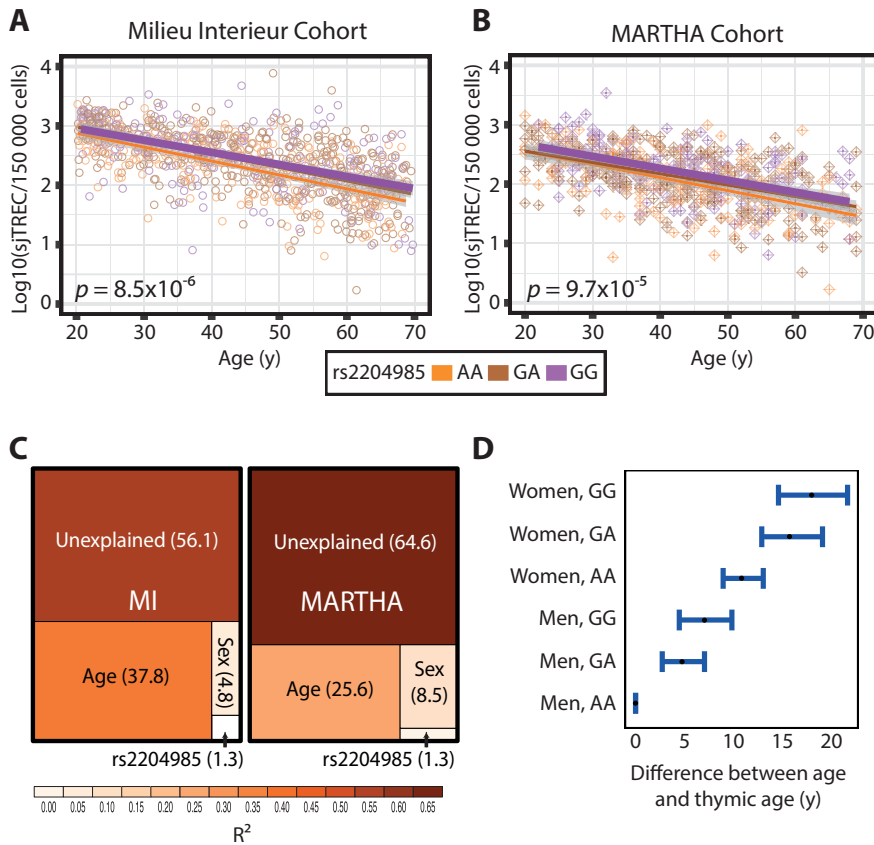 A
Milieu Interieur Cohort
Log10(sjTREC/150 000 cells)
4
3
2
1
0
p = 8.5x10⁻⁶
20 30 40 50 60 70
Age (y)
B
MARTHA Cohort
Log10(sjTREC/150 000 cells)
4
3
2
1
0
p = 9.7x10⁻⁵
20 30 40 50 60 70
Age (y)
rs2204985 AA GA GG
C
Unexplained (56.1)
MI
Age (37.8)
Sex (4.8)
Unexplained (64.6)
MARTHA
Age (25.6)
Sex
(8.5)
rs2204985 (1.3)
rs2204985 (1.3)
0.00 0.05 0.10 0.15 0.20 0.25 0.30 0.35 0.40 0.45 0.50 0.55 0.60 0.65
R²
D
Women, GG
Women, GA
Women, AA
Men, GG
Men, GA
Men, AA
0 5 10 15 20
Difference between age
and thymic age (y)